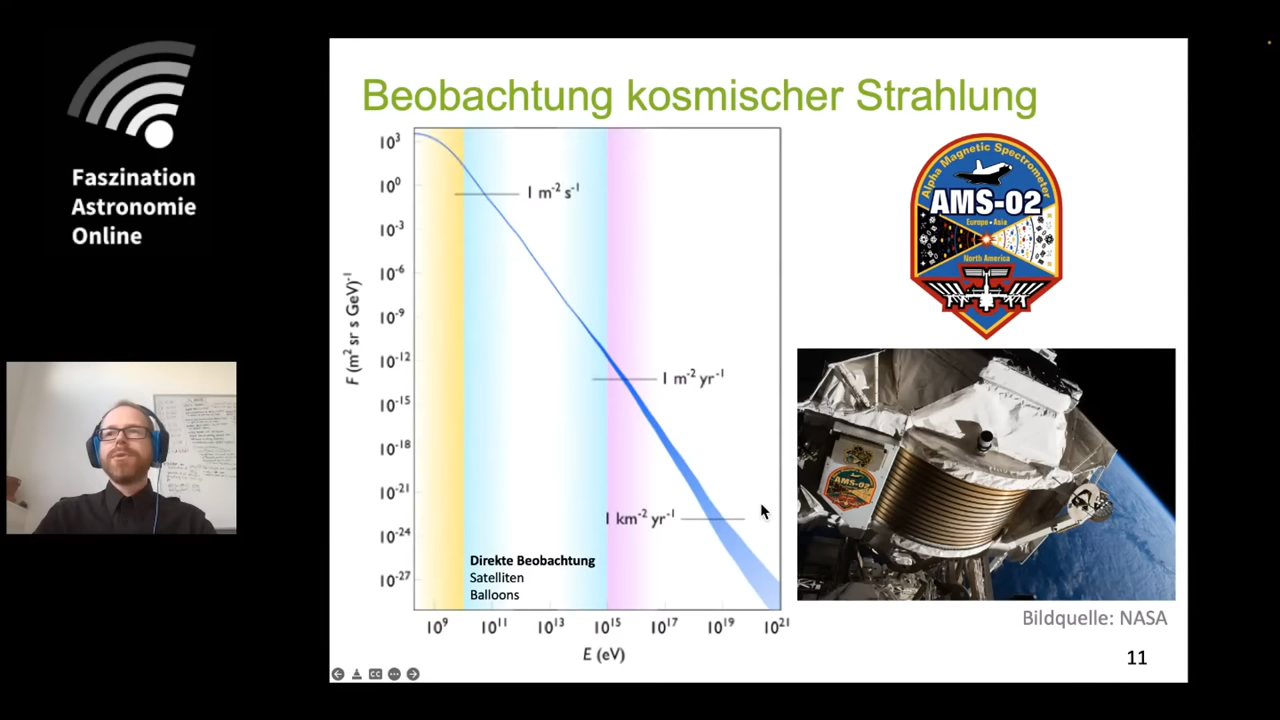 Faszination
Astronomie
Online
Beobachtung kosmischer Strahlung
F (m² sr s GeV)⁻¹
10³
10⁰
10⁻³
10⁻⁶
10⁻⁹
10⁻¹²
10⁻¹⁵
10⁻¹⁸
10⁻²¹
10⁻²⁴
10⁻²⁷
1 m⁻² s⁻¹
1 m⁻² yr⁻¹
1 km⁻² yr⁻¹
Direkte Beobachtung
Satelliten
Balloons
10⁹ 10¹¹ 10¹³ 10¹⁵ 10¹⁷ 10¹⁹ 10²¹
E (eV)
Alpha Magnetic Spectrometer
AMS-02
Europe • Asia
North America
AMS-02
Bildquelle: NASA
11
CC